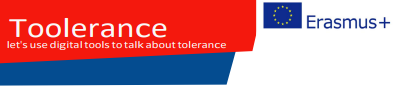 Toolerance
let's use digital tools to talk about tolerance
Erasmus+